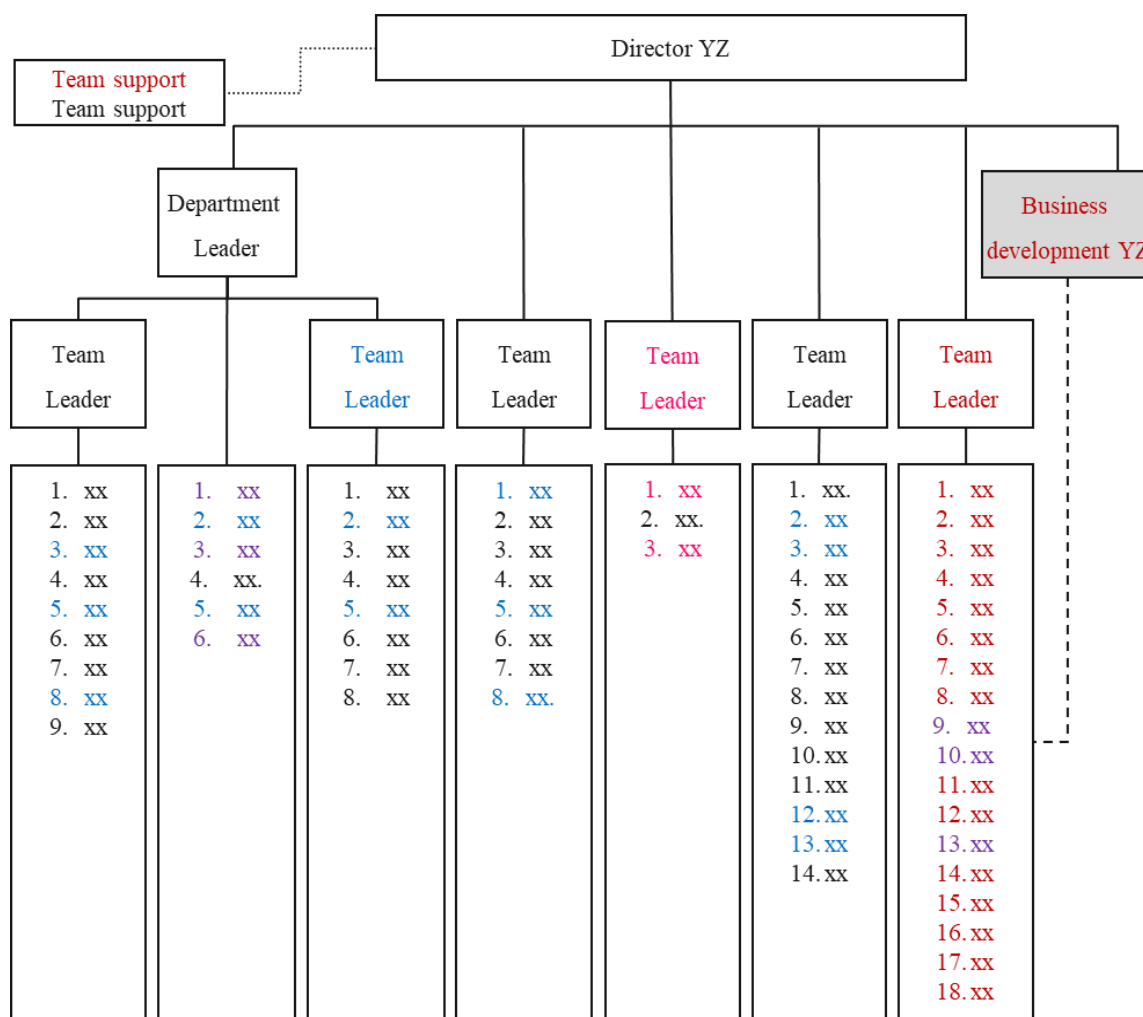 Director YZ
Team support
Team support
Department
Leader
Business
development YZ
Team
Leader
Team
Leader
Team
Leader
Team
Leader
Team
Leader
Team
Leader
1. xx
2. xx
3. xx
4. xx
5. xx
6. xx
7. xx
8. xx
9. xx
1. xx
2. xx
3. xx
4. xx.
5. xx
6. xx
1. xx
2. xx
3. xx
4. xx
5. xx
6. xx
7. xx
8. xx
1. xx
2. xx
3. xx
4. xx
5. xx
6. xx
7. xx
8. xx.
1. xx
2. xx.
3. xx
1. xx.
2. xx
3. xx
4. xx
5. xx
6. xx
7. xx
8. xx
9. xx
10. xx
11. xx
12. xx
13. xx
14. xx
1. xx
2. xx
3. xx
4. xx
5. xx
6. xx
7. xx
8. xx
9. xx
10. xx
11. xx
12. xx
13. xx
14. xx
15. xx
16. xx
17. xx
18. xx